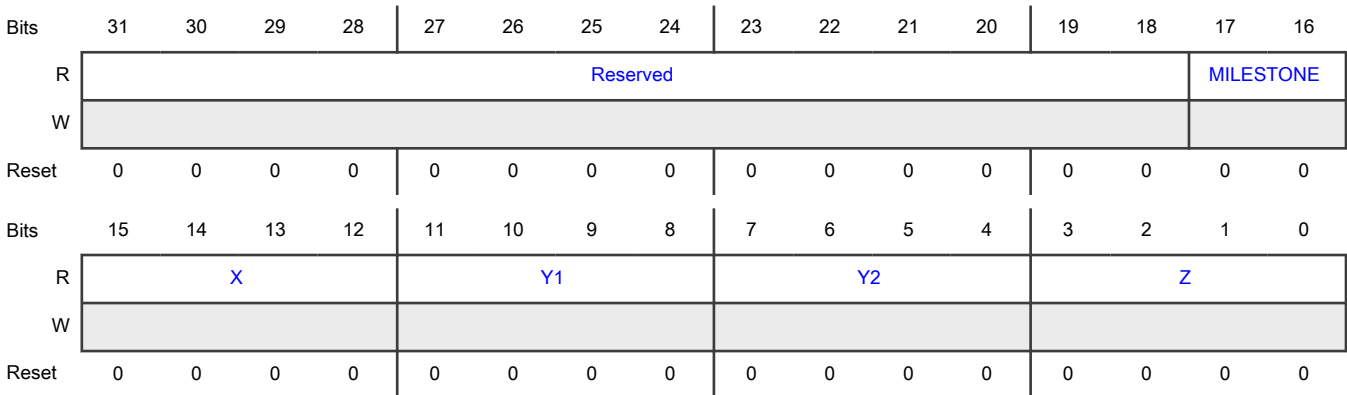 Bits 31 30 29 28 27 26 25 24 23 22 21 20 19 18 17 16
R Reserved MILESTONE
W
Reset 0 0 0 0 0 0 0 0 0 0 0 0 0 0 0 0
Bits 15 14 13 12 11 10 9 8 7 6 5 4 3 2 1 0
R X Y1 Y2 Z
W
Reset 0 0 0 0 0 0 0 0 0 0 0 0 0 0 0 0